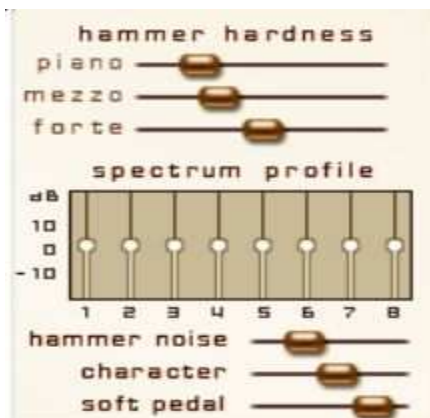 hammer hardness
piano
mezzo
forte
spectrum profile
dB
10
0
-10
1 2 3 4 5 6 7 8
hammer noise
character
soft pedal